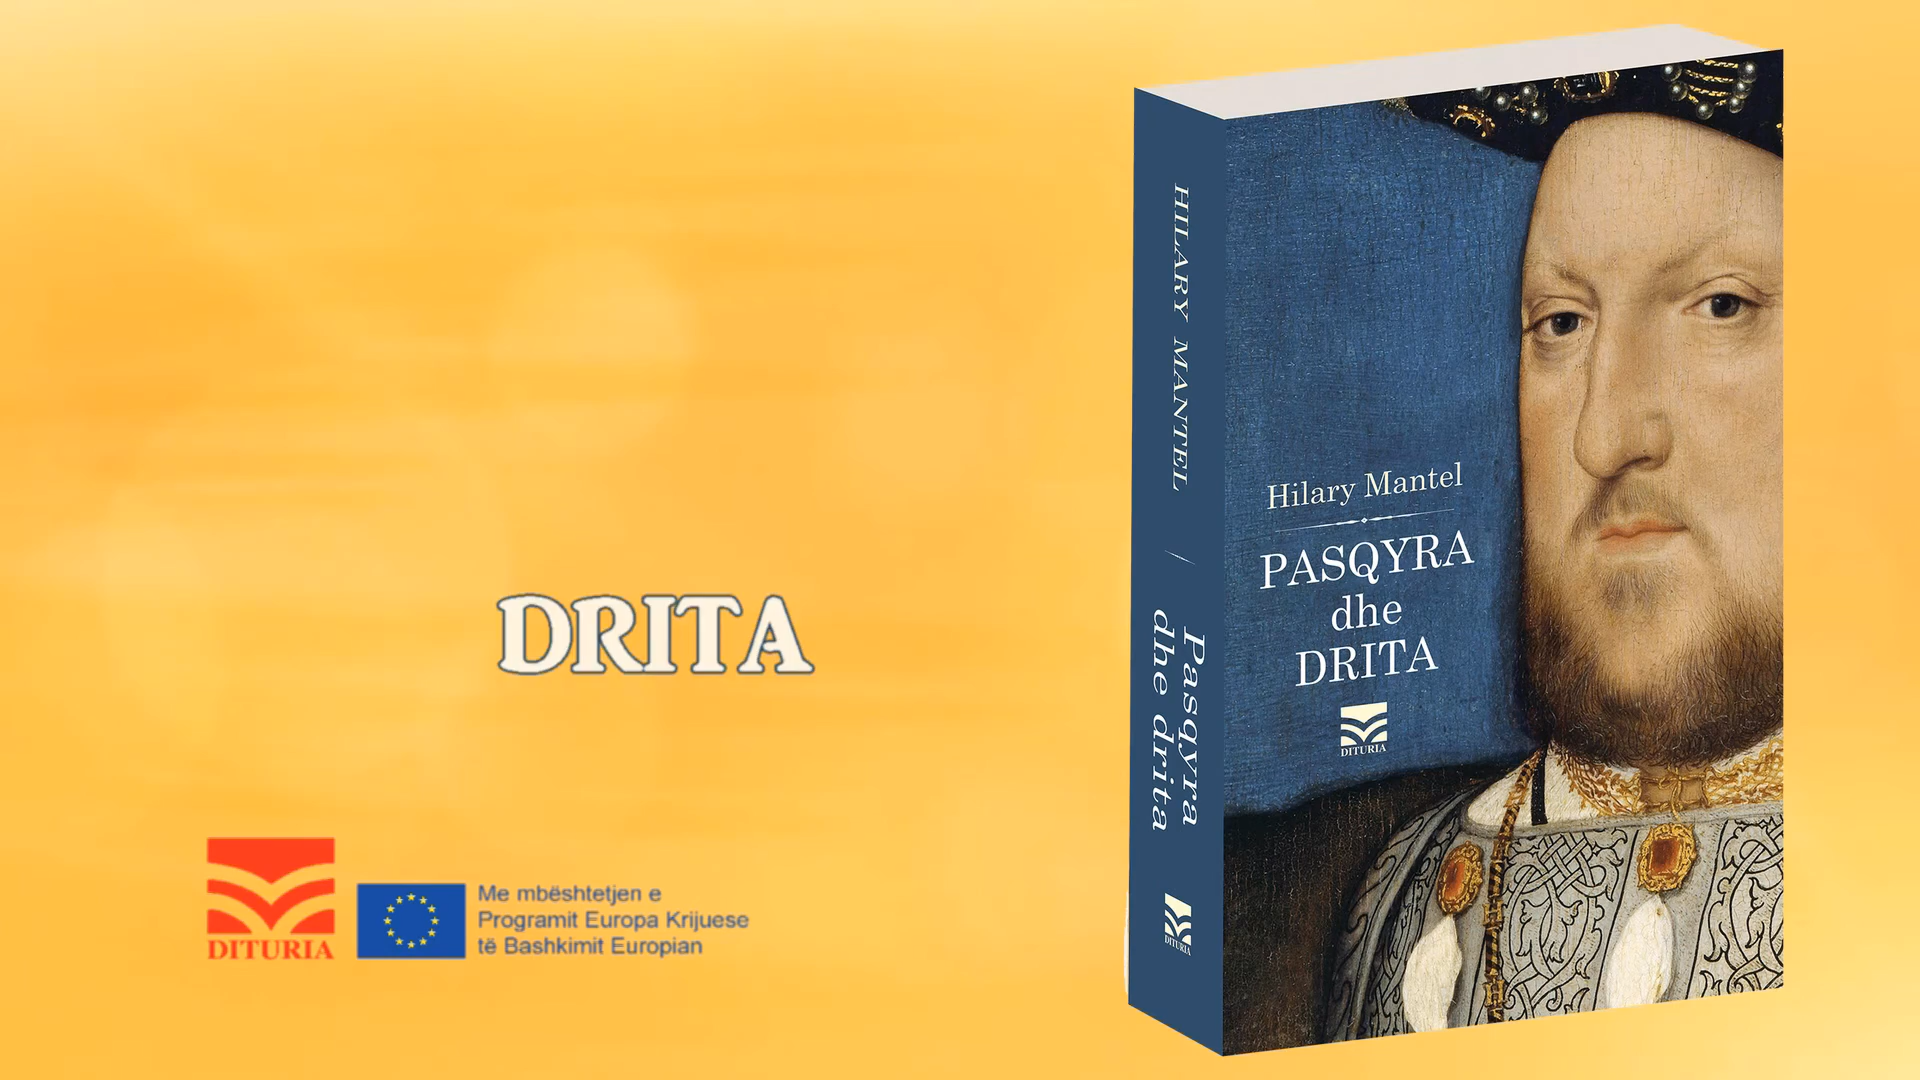 DRITA
DITURIA
Me mbështetjen e
Programit Europa Krijuese
të Bashkimit Europian
HILARY MANTEL
Pasqyra
dhe drita
DITURIA
Hilary Mantel
PASQYRA
dhe
DRITA
DITURIA